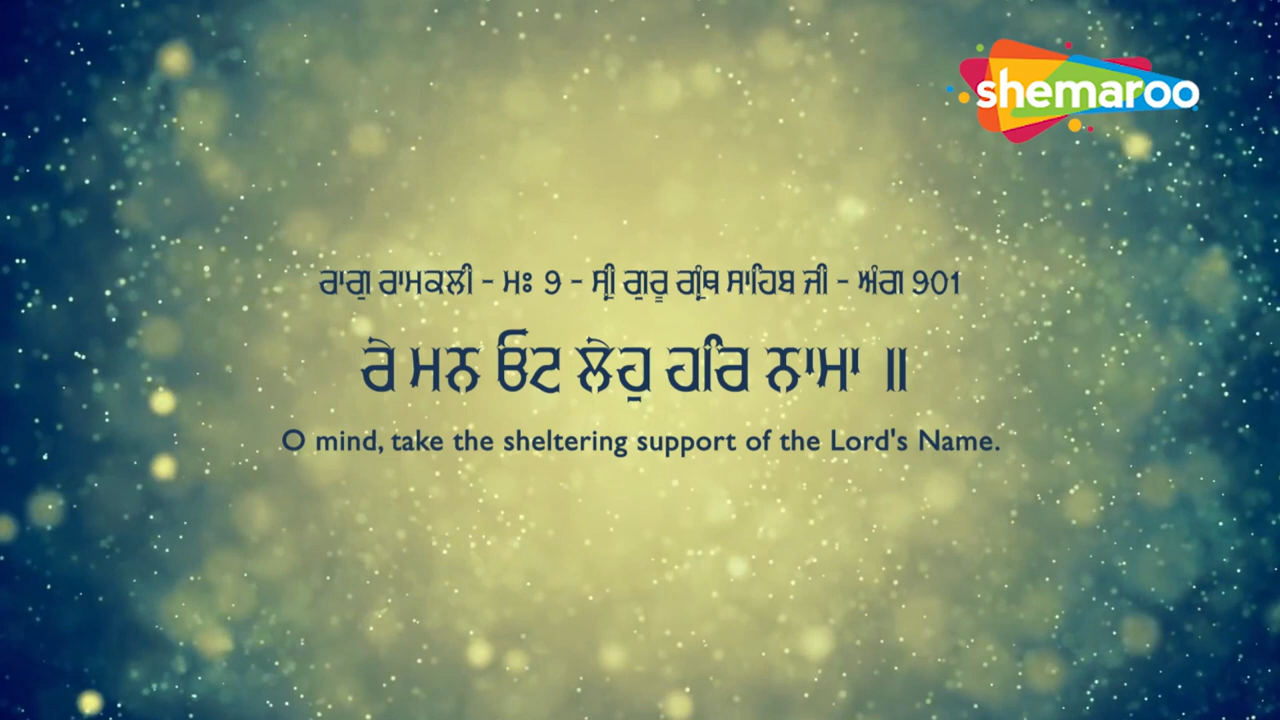 shemaroo
ਰਾਗੁ ਰਾਮਕਲੀ - ਮਃ 9 - ਸ੍ਰੀ ਗੁਰੂ ਗ੍ਰੰਥ ਸਾਹਿਬ ਜੀ - ਅੰਗ 901
ਰੇ ਮਨ ਓਟ ਲੇਹੁ ਹਰਿ ਨਾਮਾ ॥
O mind, take the sheltering support of the Lord's Name.